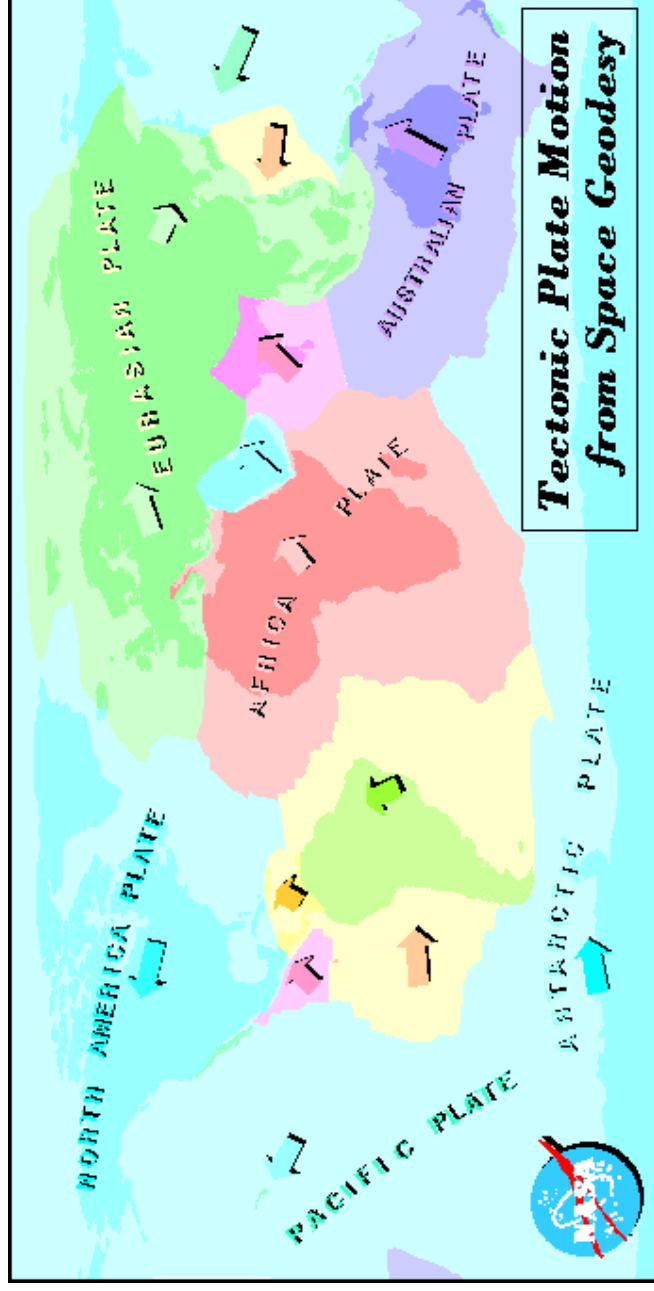 Tectonic Plate Motion
from Space Geodesy
NORTH AMERICA PLATE
EURASIAN PLATE
AFRICA PLATE
AUSTRALIAN PLATE
PACIFIC PLATE
ANTARCTIC PLATE
NASA